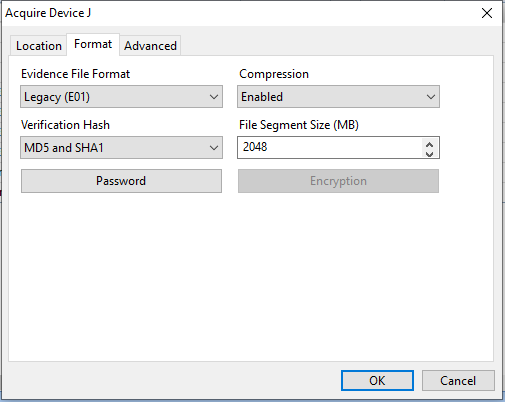 Acquire Device J
Location Format Advanced
Evidence File Format Compression
Legacy (E01) Enabled
Verification Hash File Segment Size (MB)
MD5 and SHA1 2048
Password Encryption
OK Cancel